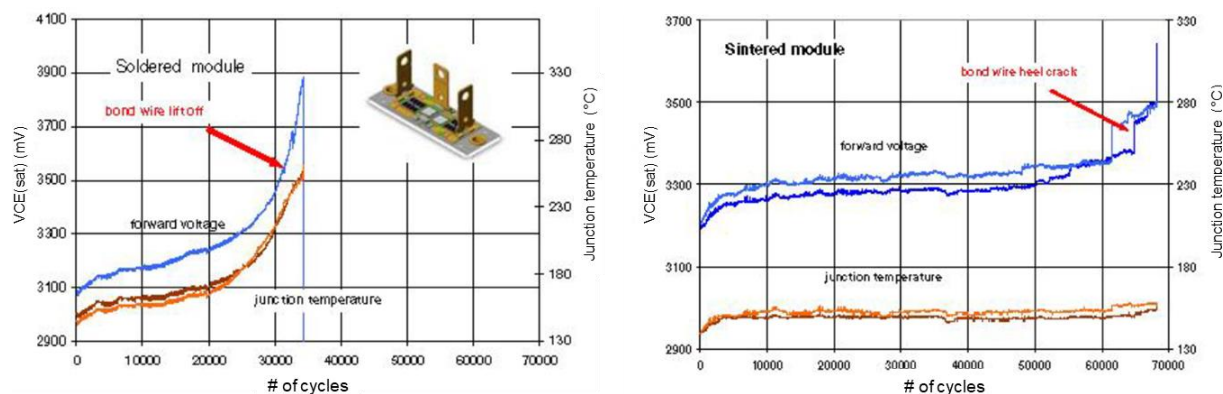 4100
3900
3700
3500
3300
3100
2900
VCE(sat) (mV)
Soldered module
bond wire lift off
forward voltage
junction temperature
330
280
230
180
130
Junction temperature (°C)
0 10000 20000 30000 40000 50000 60000 70000
# of cycles
3700
3500
3300
3100
2900
VCE(sat) (mV)
Sintered module
bond wire heel crack
forward voltage
junction temperature
330
280
230
180
130
Junction temperature (°C)
0 10000 20000 30000 40000 50000 60000 70000
# of cycles